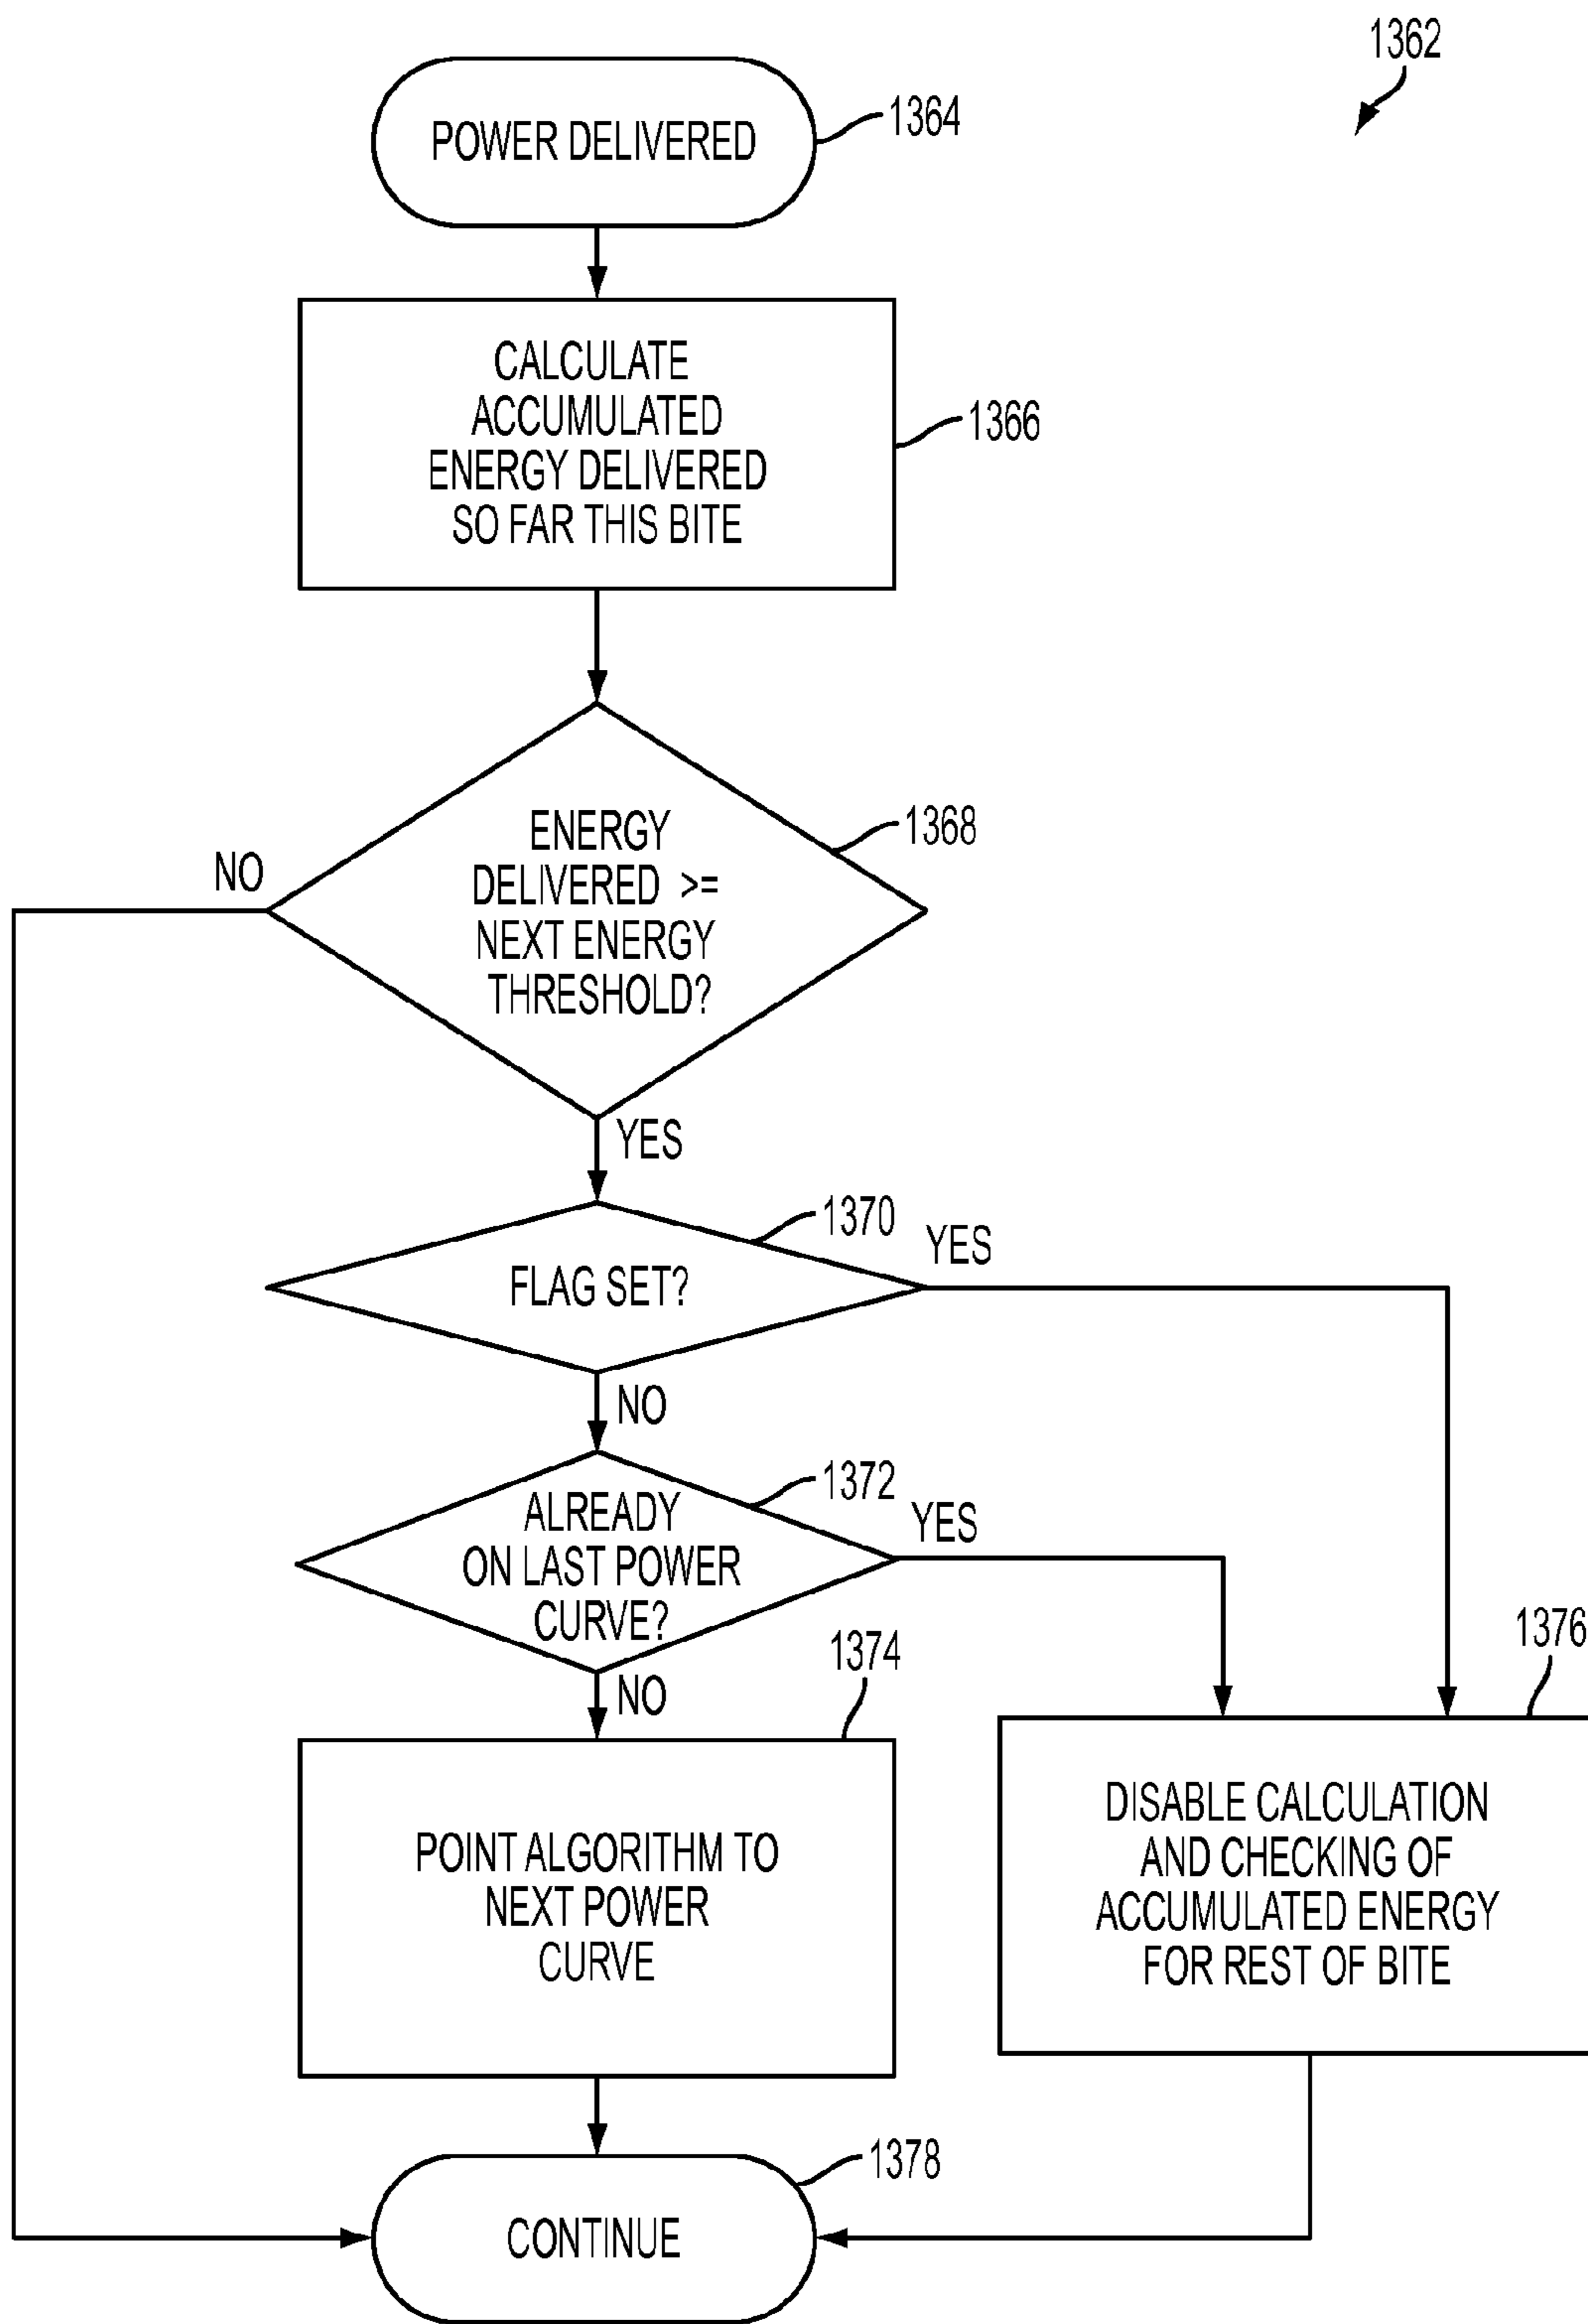 1362
POWER DELIVERED
1364
CALCULATE
ACCUMULATED
ENERGY DELIVERED
SO FAR THIS BITE
1366
ENERGY
DELIVERED >=
NEXT ENERGY
THRESHOLD?
1368
NO
YES
1370
FLAG SET?
YES
NO
1372
ALREADY
ON LAST POWER
CURVE?
YES
NO
1374
POINT ALGORITHM TO
NEXT POWER
CURVE
1376
DISABLE CALCULATION
AND CHECKING OF
ACCUMULATED ENERGY
FOR REST OF BITE
1378
CONTINUE